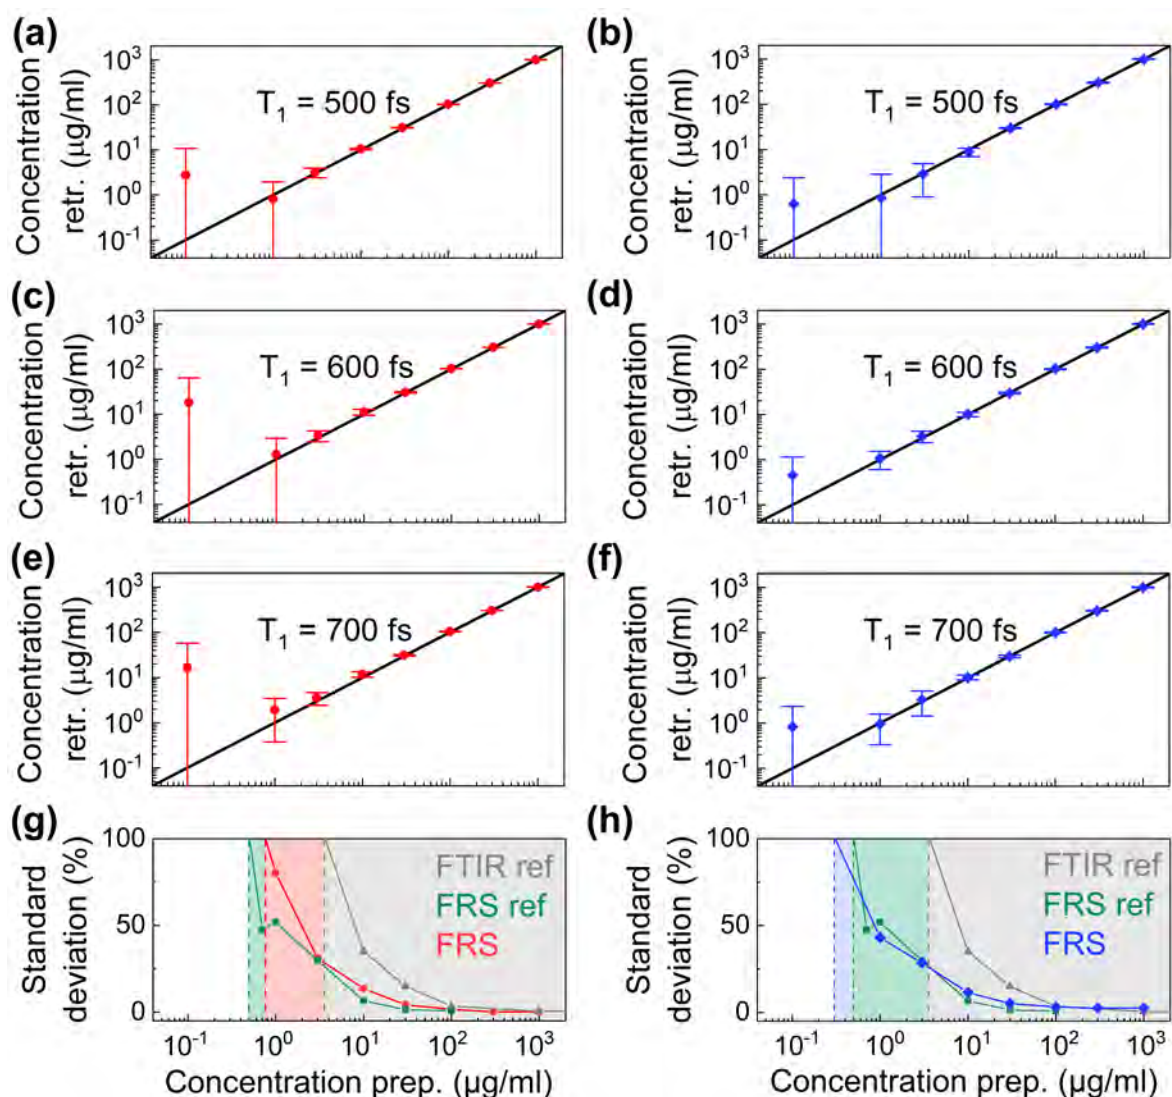 (a)
Concentration
retr. (μg/ml)
10³
10²
10¹
10⁰
10⁻¹
T₁ = 500 fs
(b)
Concentration
retr. (μg/ml)
10³
10²
10¹
10⁰
10⁻¹
T₁ = 500 fs
(c)
Concentration
retr. (μg/ml)
10³
10²
10¹
10⁰
10⁻¹
T₁ = 600 fs
(d)
Concentration
retr. (μg/ml)
10³
10²
10¹
10⁰
10⁻¹
T₁ = 600 fs
(e)
Concentration
retr. (μg/ml)
10³
10²
10¹
10⁰
10⁻¹
T₁ = 700 fs
(f)
Concentration
retr. (μg/ml)
10³
10²
10¹
10⁰
10⁻¹
T₁ = 700 fs
(g)
Standard
deviation (%)
100
50
0
FTIR ref
FRS ref
FRS
10⁻¹ 10⁰ 10¹ 10² 10³
Concentration prep. (μg/ml)
(h)
Standard
deviation (%)
100
50
0
FTIR ref
FRS ref
FRS
10⁻¹ 10⁰ 10¹ 10² 10³
Concentration prep. (μg/ml)